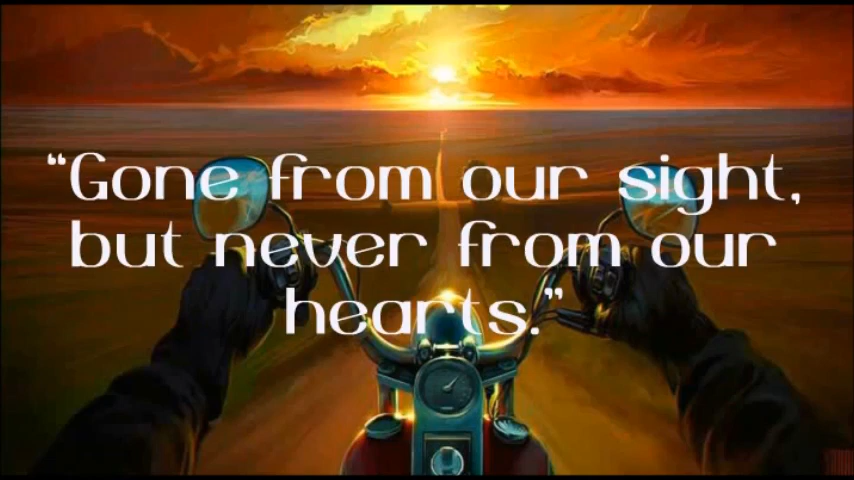 “Gone from our sight,
but never from our
hearts.”